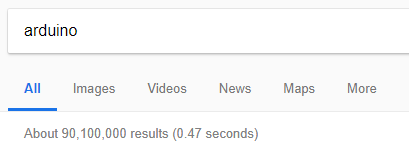 arduino
All Images Videos News Maps More
About 90,100,000 results (0.47 seconds)